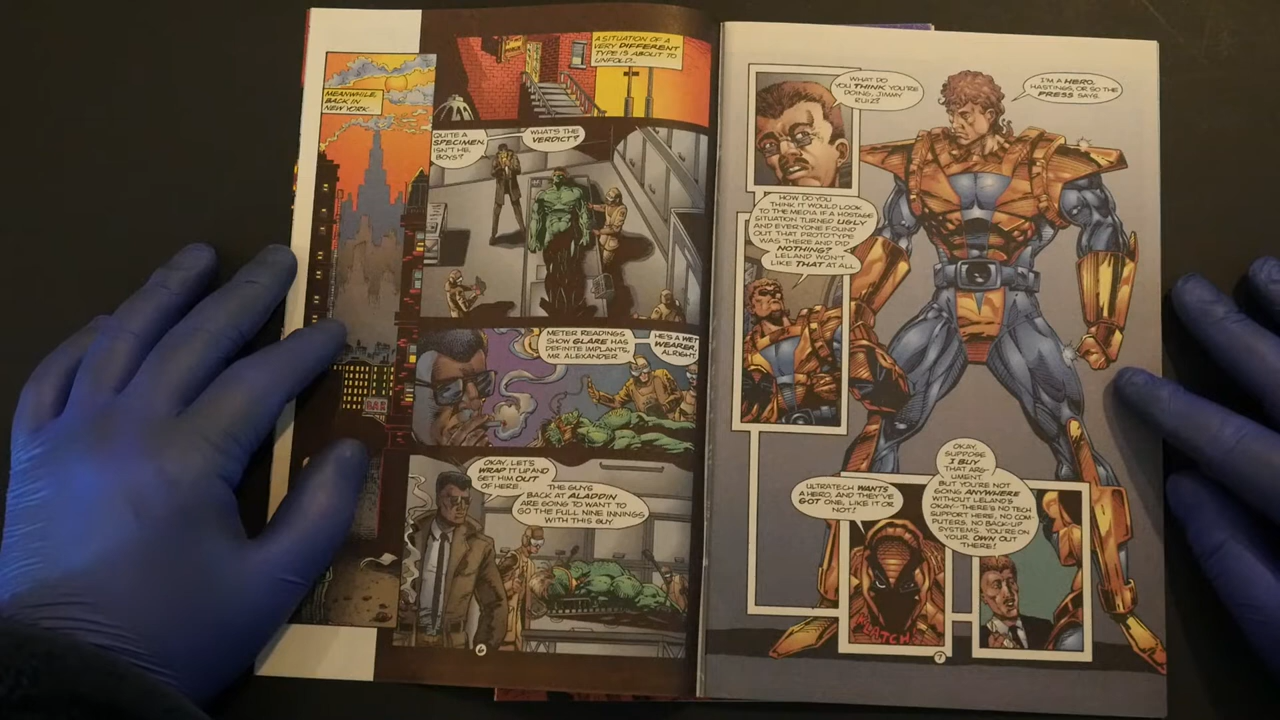 MEANWHILE,
BACK IN
NEW YORK...
A SITUATION OF A
VERY DIFFERENT
TYPE IS ABOUT TO
UNFOLD...
QUITE A
SPECIMEN,
ISN'T HE,
BOYS?
WHAT'S THE
VERDICT?
METER READINGS
SHOW GLARE HAS
DEFINITE IMPLANTS,
MR. ALEXANDER.
HE'S A WET
WEARER,
ALRIGHT.
BAR
OKAY, LET'S
WRAP IT UP AND
GET HIM OUT
OF HERE.
THE GUYS
BACK AT ALADDIN
ARE GOING TO WANT TO
GO THE FULL NINE INNINGS
WITH THIS GUY.
6
WHAT DO
YOU THINK YOU'RE
DOING, JIMMY
RUIZ?
I'M A HERO,
HASTINGS, OR SO THE
PRESS SAYS.
HOW DO YOU
THINK IT WOULD LOOK
TO THE MEDIA IF A HOSTAGE
SITUATION TURNED UGLY
AND EVERYONE FOUND
OUT THAT PROTOTYPE
WAS THERE AND DID
NOTHING?
LELAND WON'T
LIKE THAT AT ALL.
ULTRATECH WANTS
A HERO, AND THEY'VE
GOT ONE, LIKE IT OR
NOT!
OKAY,
SUPPOSE
I BUY
THAT ARG-
UMENT.
BUT YOU'RE NOT
GOING ANYWHERE
WITHOUT LELAND'S
OKAY--THERE'S NO TECH
SUPPORT HERE, NO COM-
PUTERS, NO BACK-UP
SYSTEMS. YOU'RE ON
YOUR OWN OUT
THERE!
KLATCH
7